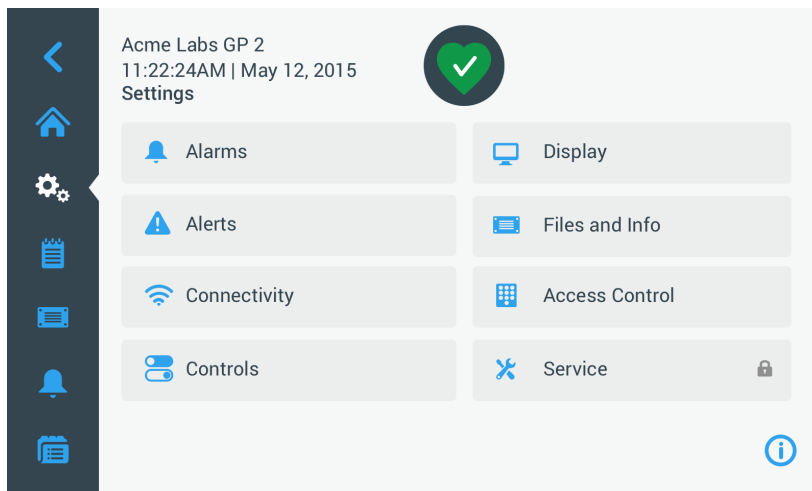 Acme Labs GP 2
11:22:24AM | May 12, 2015
Settings
Alarms
Display
Alerts
Files and Info
Connectivity
Access Control
Controls
Service